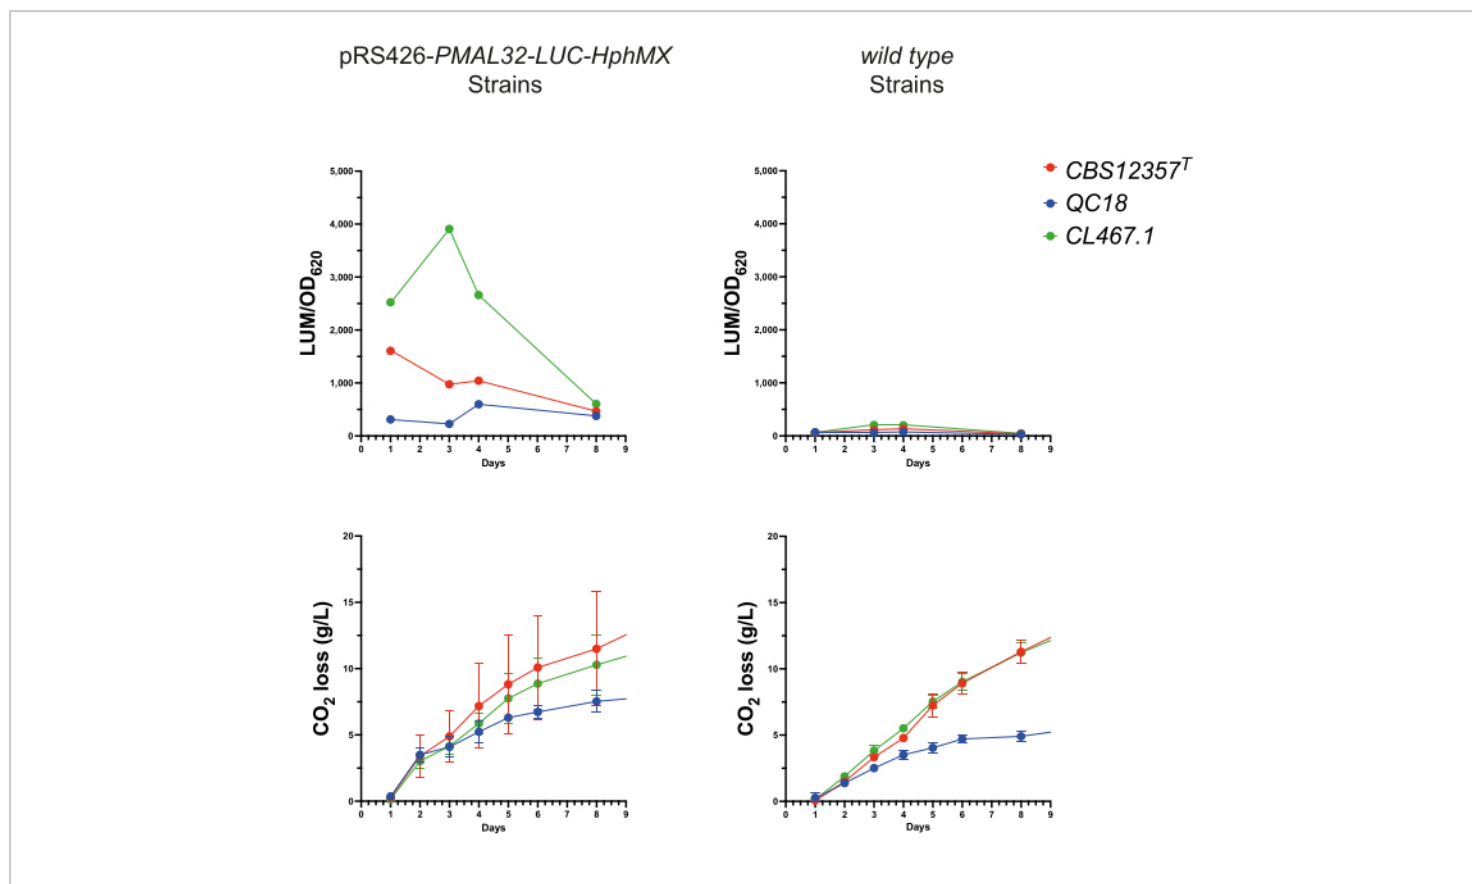 pRS426-PMAL32-LUC-HphMX
Strains
wild type
Strains
5,000
4,000
3,000
2,000
1,000
0
LUM/OD620
0 1 2 3 4 5 6 7 8 9
Days
5,000
4,000
3,000
2,000
1,000
0
LUM/OD620
0 1 2 3 4 5 6 7 8 9
Days
CBS12357T
QC18
CL467.1
20
15
10
5
0
CO2 loss (g/L)
0 1 2 3 4 5 6 7 8 9
Days
20
15
10
5
0
CO2 loss (g/L)
0 1 2 3 4 5 6 7 8 9
Days